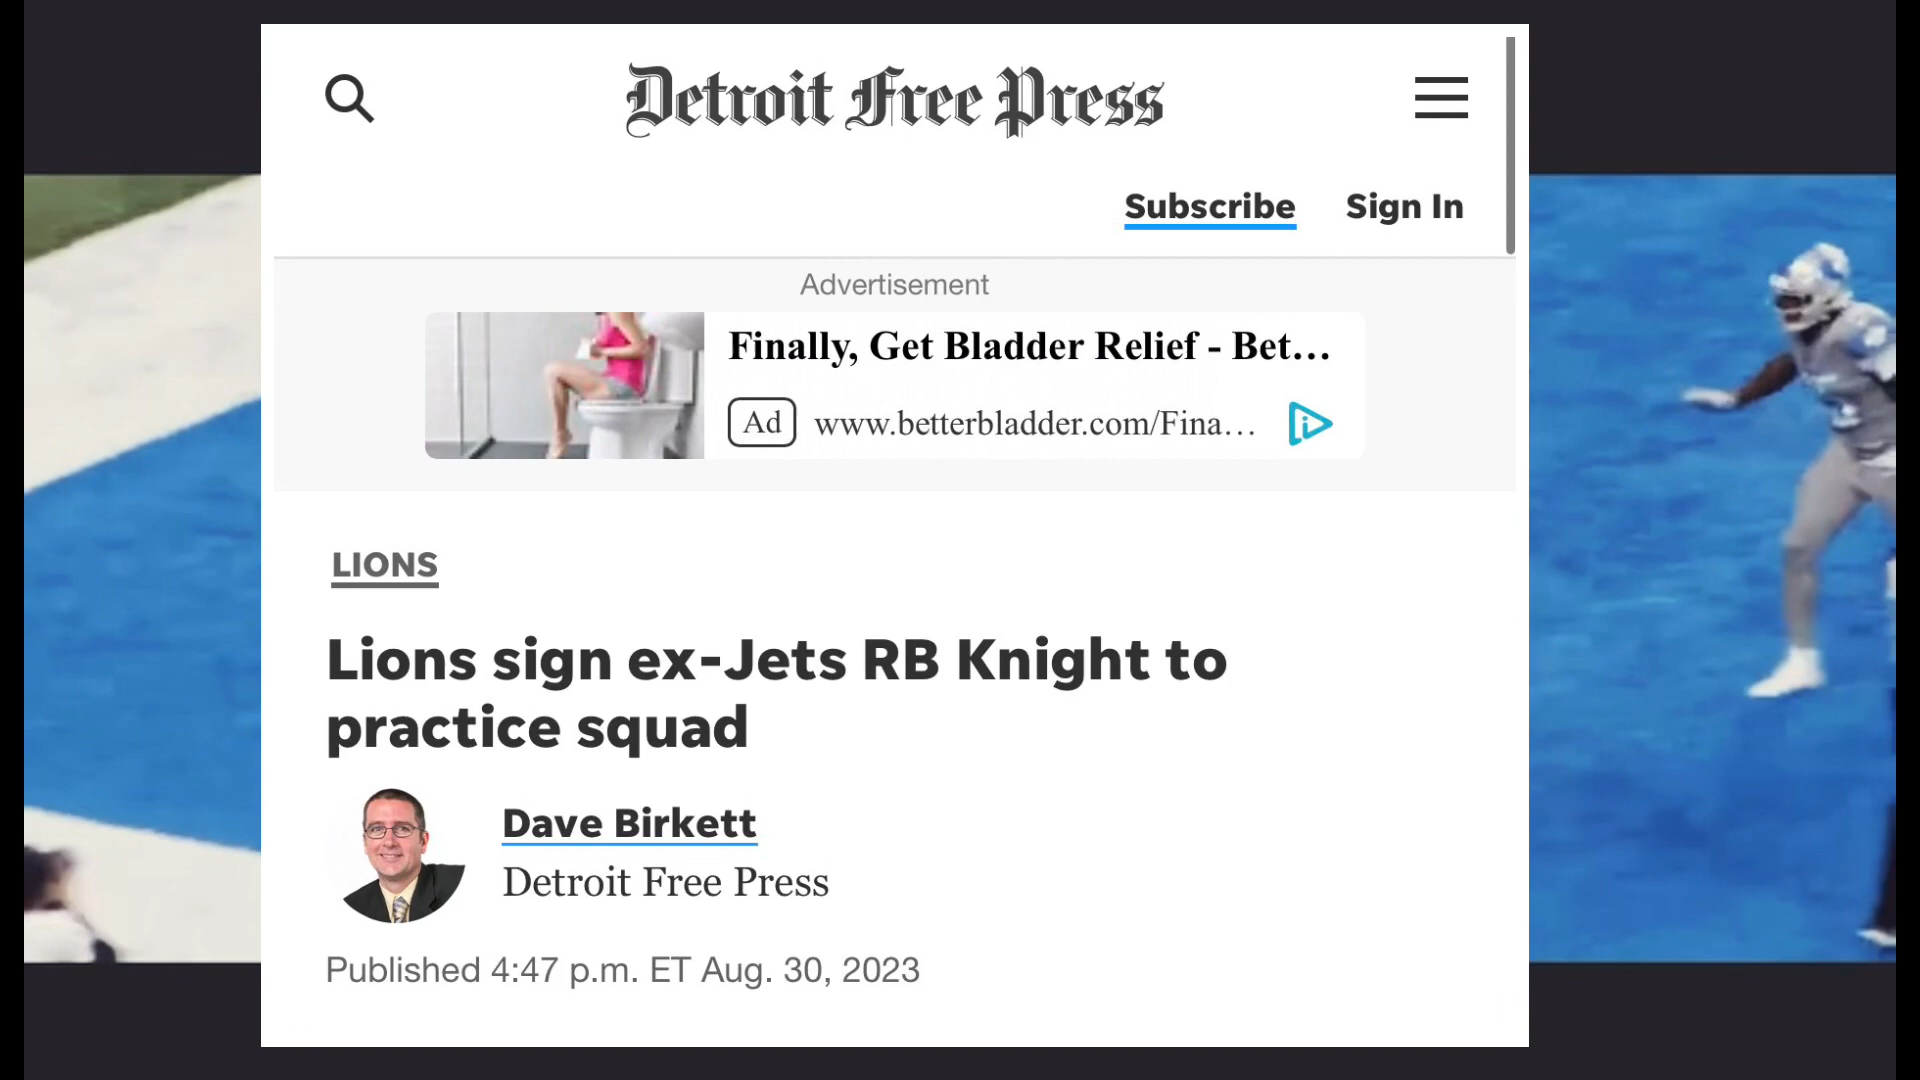 Detroit Free Press
Subscribe Sign In
Advertisement
Finally, Get Bladder Relief - Bet...
Ad www.betterbladder.com/Fina...
LIONS
Lions sign ex-Jets RB Knight to
practice squad
Dave Birkett
Detroit Free Press
Published 4:47 p.m. ET Aug. 30, 2023